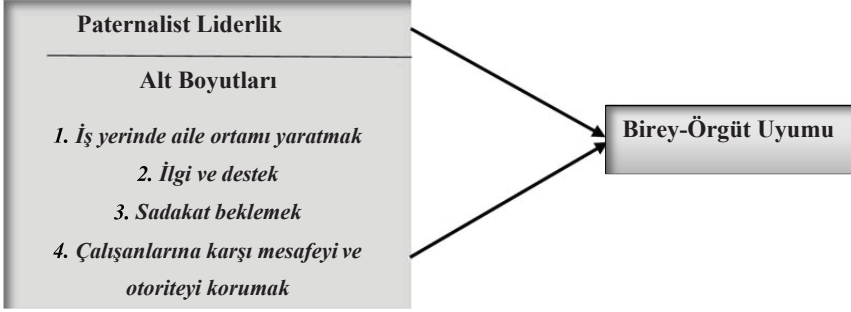 Paternalist Liderlik
Alt Boyutları
1. İş yerinde aile ortamı yaratmak
2. İlgi ve destek
3. Sadakat beklemek
4. Çalışanlarına karşı mesafeyi ve
otoriteyi korumak
Birey-Örgüt Uyumu